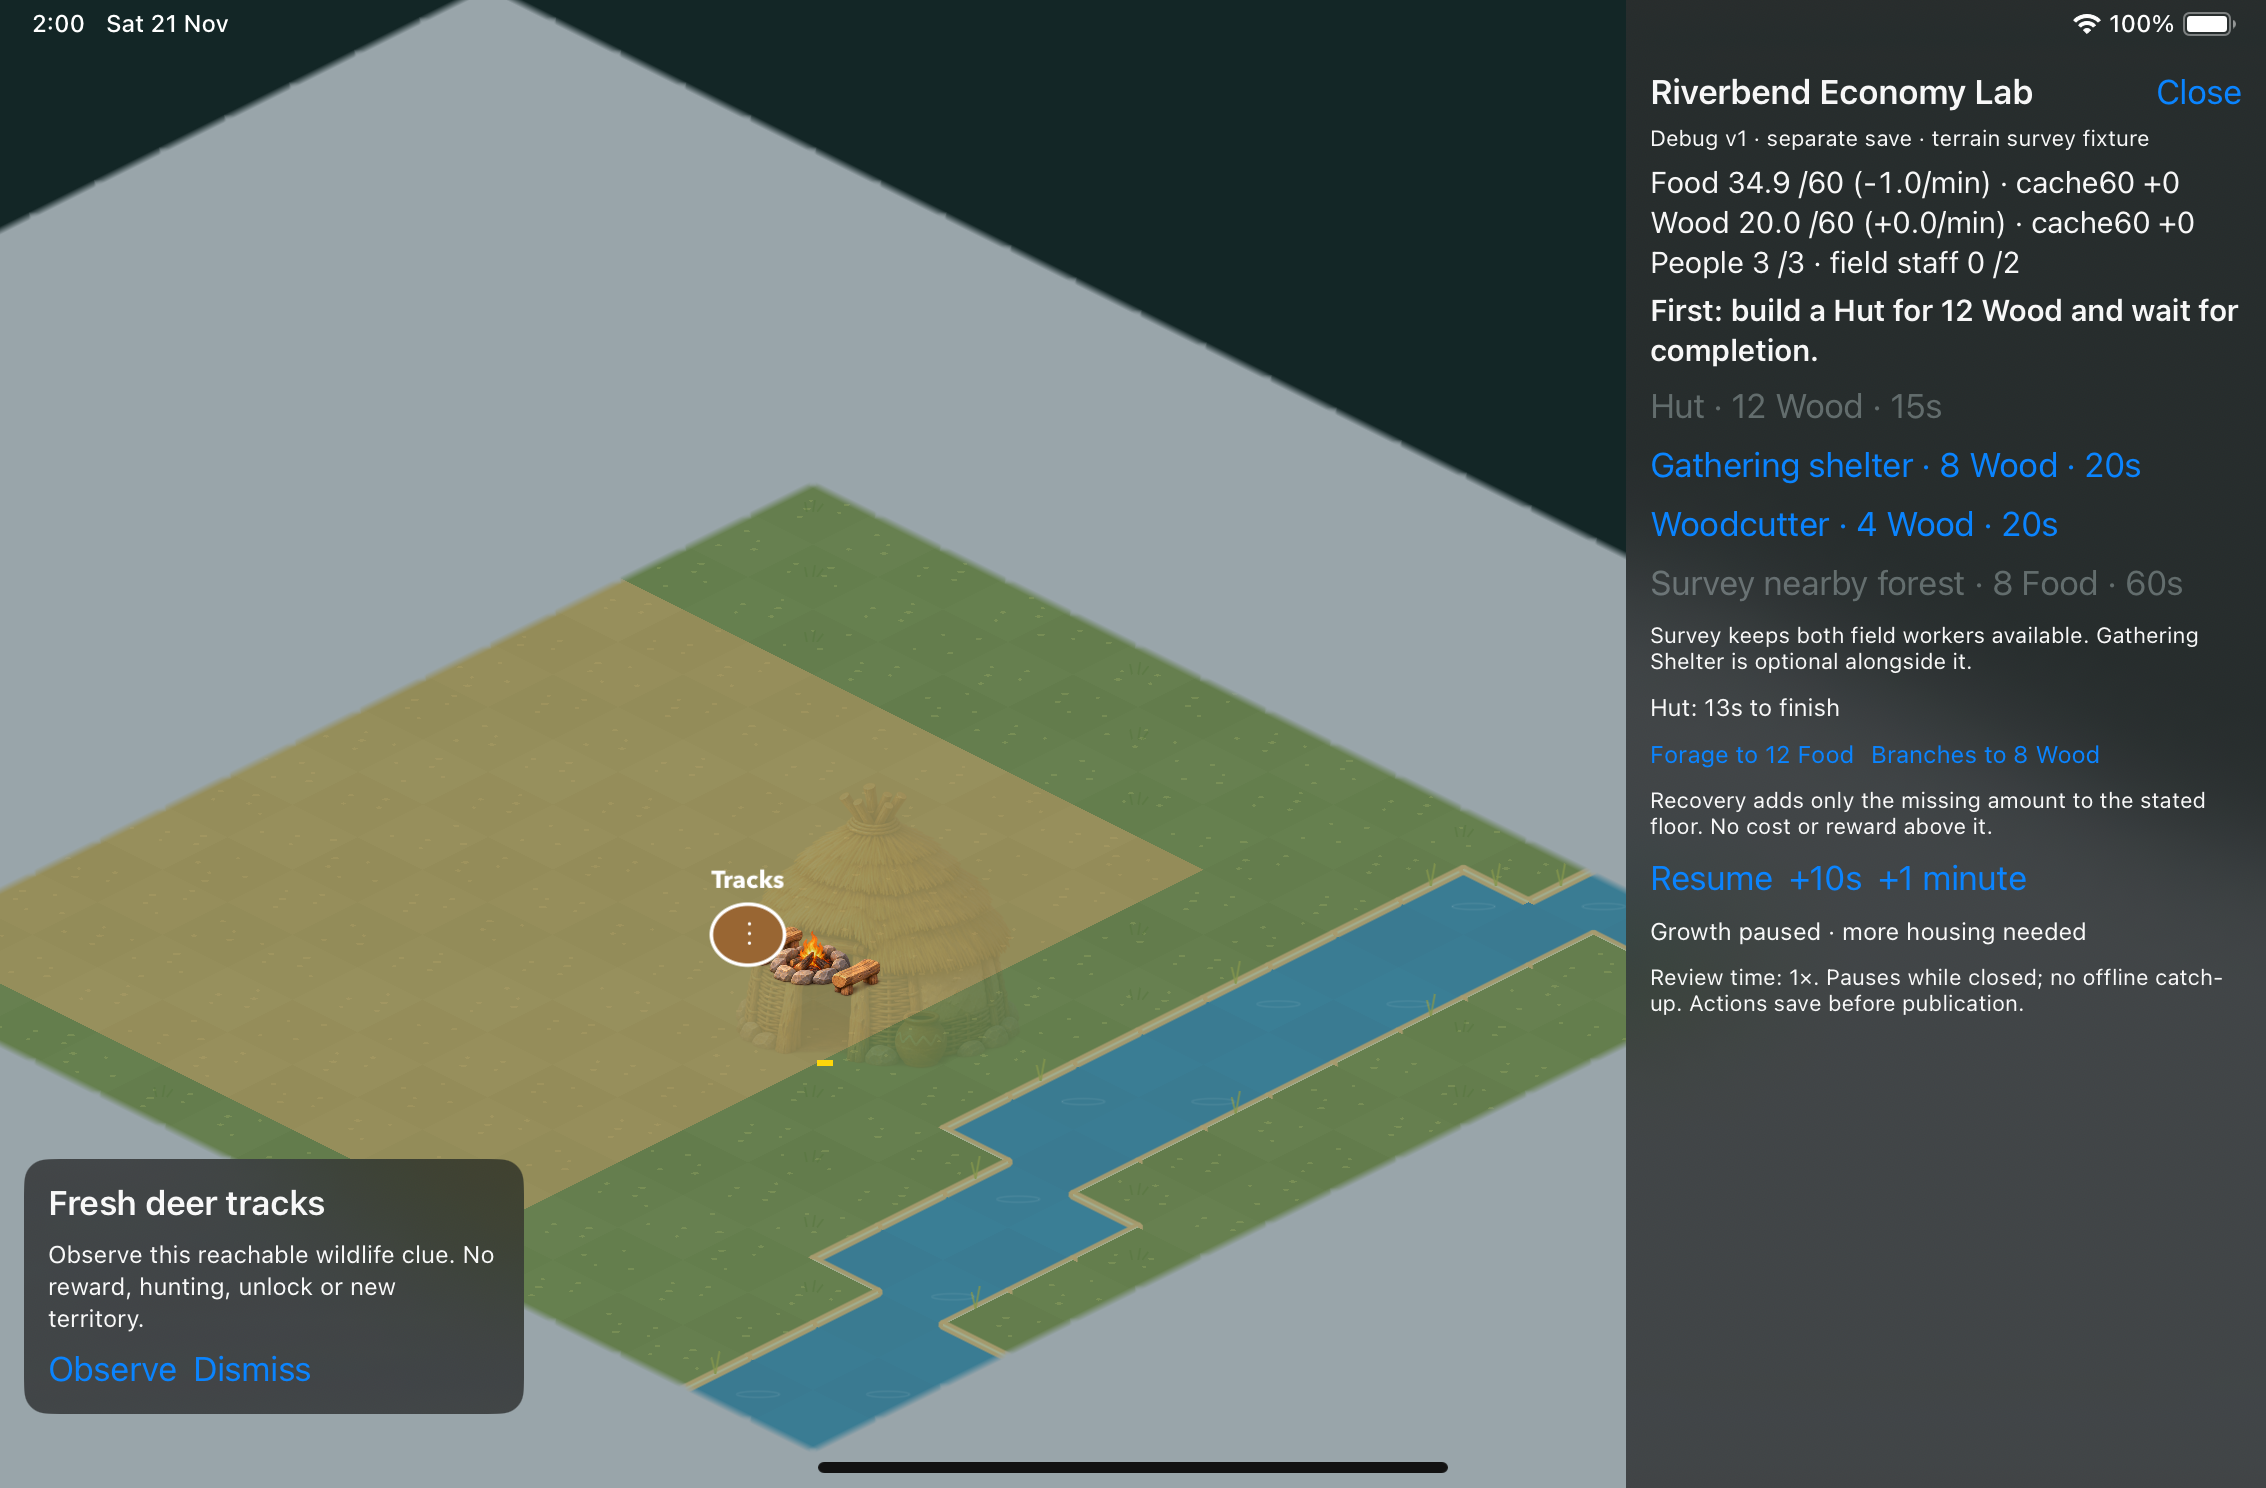 2:00 Sat 21 Nov
100%
Riverbend Economy Lab Close
Debug v1 · separate save · terrain survey fixture
Food 34.9 /60 (-1.0/min) · cache60 +0
Wood 20.0 /60 (+0.0/min) · cache60 +0
People 3 /3 · field staff 0 /2
First: build a Hut for 12 Wood and wait for
completion.
Hut · 12 Wood · 15s
Gathering shelter · 8 Wood · 20s
Woodcutter · 4 Wood · 20s
Survey nearby forest · 8 Food · 60s
Survey keeps both field workers available. Gathering
Shelter is optional alongside it.
Hut: 13s to finish
Forage to 12 Food Branches to 8 Wood
Recovery adds only the missing amount to the stated
floor. No cost or reward above it.
Resume +10s +1 minute
Growth paused · more housing needed
Review time: 1×. Pauses while closed; no offline catch-
up. Actions save before publication.
Tracks
Fresh deer tracks
Observe this reachable wildlife clue. No
reward, hunting, unlock or new
territory.
Observe Dismiss